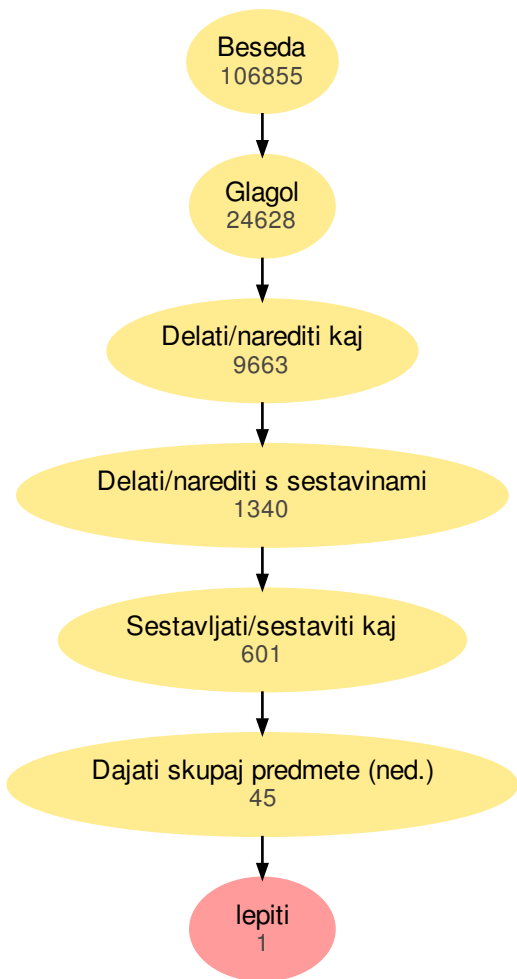 Beseda
106855
Glagol
24628
Delati/narediti kaj
9663
Delati/narediti s sestavinami
1340
Sestavljati/sestaviti kaj
601
Dajati skupaj predmete (ned.)
45
lepiti
1